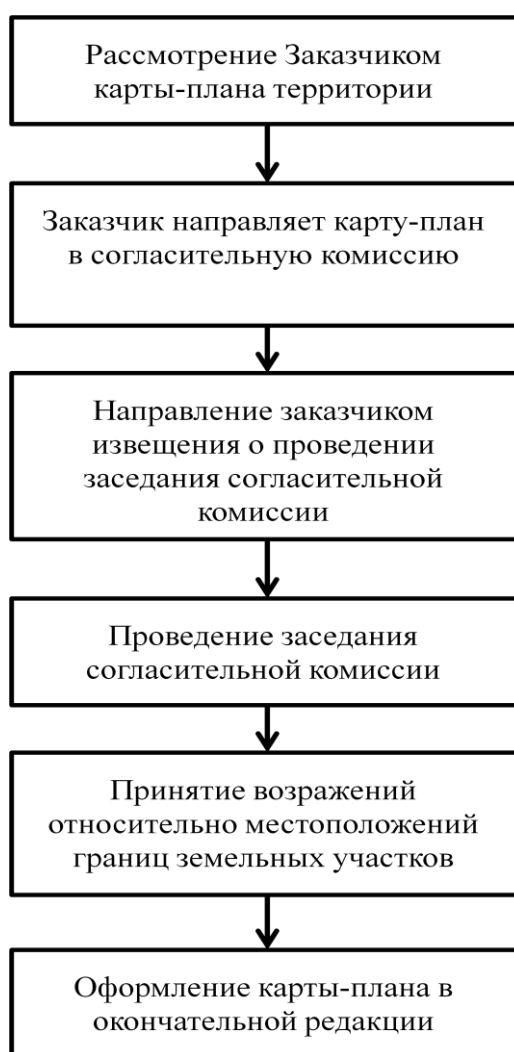 Рассмотрение Заказчиком
карты-плана территории
Заказчик направляет карту-план
в согласительную комиссию
Направление заказчиком
извещения о проведении
заседания согласительной
комиссии
Проведение заседания
согласительной комиссии
Принятие возражений
относительно местоположений
границ земельных участков
Оформление карты-плана в
окончательной редакции